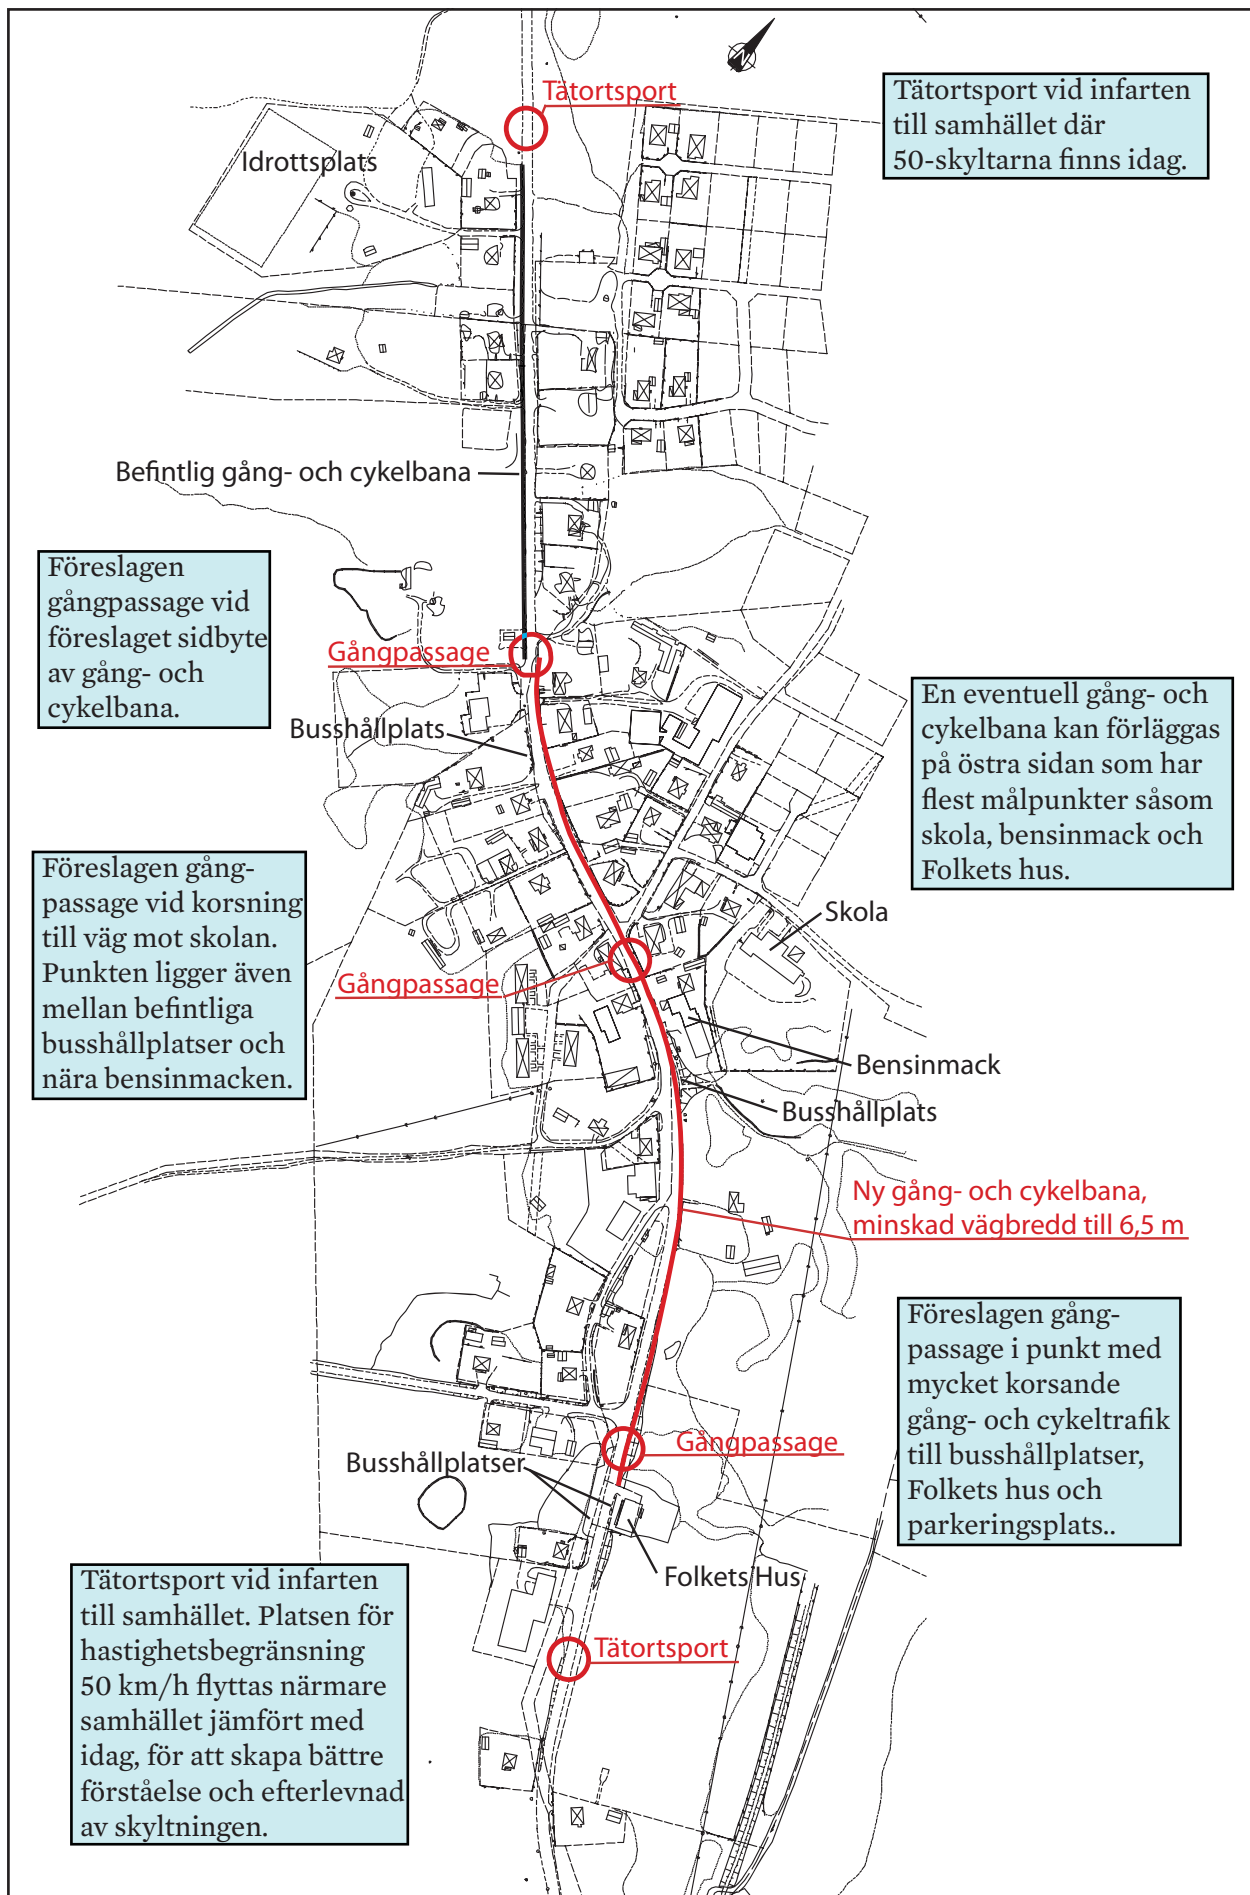 Tätortsport
Tätortsport vid infarten
till samhället där
50-skyltarna finns idag.
Idrottsplats
Befintlig gång- och cykelbana
Föreslagen
gångpassage vid
föreslaget sidbyte
av gång- och
cykelbana.
Gångpassage
Busshållplats
En eventuell gång- och
cykelbana kan förläggas
på östra sidan som har
flest målpunkter såsom
skola, bensinmack och
Folkets hus.
Föreslagen gång-
passage vid korsning
till väg mot skolan.
Punkten ligger även
mellan befintliga
busshållplatser och
nära bensinmacken.
Skola
Gångpassage
Bensinmack
Busshållplats
Ny gång- och cykelbana,
minskad vägbredd till 6,5 m
Föreslagen gång-
passage i punkt med
mycket korsande
gång- och cykeltrafik
till busshållplatser,
Folkets hus och
parkeringsplats..
Gångpassage
Busshållplatser
Folkets Hus
Tätortsport vid infarten
till samhället. Platsen för
hastighetsbegränsning
50 km/h flyttas närmare
samhället jämfört med
idag, för att skapa bättre
förståelse och efterlevnad
av skyltningen.
Tätortsport